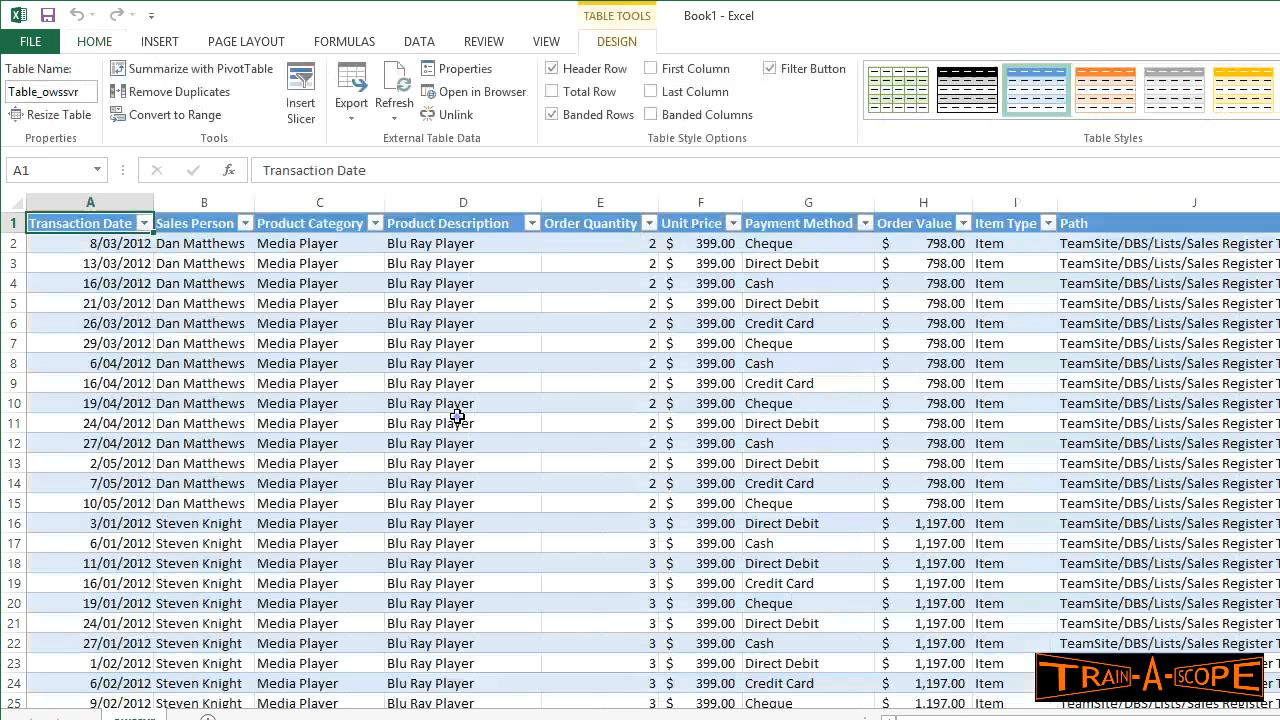 TABLE TOOLS Book1 - Excel
FILE HOME INSERT PAGE LAYOUT FORMULAS DATA REVIEW VIEW DESIGN
Table Name: Summarize with PivotTable Properties Header Row First Column Filter Button
Table_owssvr Remove Duplicates Insert Slicer Export Refresh Open in Browser Total Row Last Column
Resize Table Convert to Range Unlink Banded Rows Banded Columns
Properties Tools External Table Data Table Style Options Table Styles
A1 fx Transaction Date
A B C D E F G H I J
1 Transaction Date Sales Person Product Category Product Description Order Quantity Unit Price Payment Method Order Value Item Type Path
2 8/03/2012 Dan Matthews Media Player Blu Ray Player 2 $ 399.00 Cheque $ 798.00 Item TeamSite/DBS/Lists/Sales Register T
3 13/03/2012 Dan Matthews Media Player Blu Ray Player 2 $ 399.00 Direct Debit $ 798.00 Item TeamSite/DBS/Lists/Sales Register T
4 16/03/2012 Dan Matthews Media Player Blu Ray Player 2 $ 399.00 Cash $ 798.00 Item TeamSite/DBS/Lists/Sales Register T
5 21/03/2012 Dan Matthews Media Player Blu Ray Player 2 $ 399.00 Direct Debit $ 798.00 Item TeamSite/DBS/Lists/Sales Register T
6 26/03/2012 Dan Matthews Media Player Blu Ray Player 2 $ 399.00 Credit Card $ 798.00 Item TeamSite/DBS/Lists/Sales Register T
7 29/03/2012 Dan Matthews Media Player Blu Ray Player 2 $ 399.00 Cheque $ 798.00 Item TeamSite/DBS/Lists/Sales Register T
8 6/04/2012 Dan Matthews Media Player Blu Ray Player 2 $ 399.00 Cash $ 798.00 Item TeamSite/DBS/Lists/Sales Register T
9 16/04/2012 Dan Matthews Media Player Blu Ray Player 2 $ 399.00 Credit Card $ 798.00 Item TeamSite/DBS/Lists/Sales Register T
10 19/04/2012 Dan Matthews Media Player Blu Ray Player 2 $ 399.00 Cheque $ 798.00 Item TeamSite/DBS/Lists/Sales Register T
11 24/04/2012 Dan Matthews Media Player Blu Ray Player 2 $ 399.00 Direct Debit $ 798.00 Item TeamSite/DBS/Lists/Sales Register T
12 27/04/2012 Dan Matthews Media Player Blu Ray Player 2 $ 399.00 Cash $ 798.00 Item TeamSite/DBS/Lists/Sales Register T
13 2/05/2012 Dan Matthews Media Player Blu Ray Player 2 $ 399.00 Direct Debit $ 798.00 Item TeamSite/DBS/Lists/Sales Register T
14 7/05/2012 Dan Matthews Media Player Blu Ray Player 2 $ 399.00 Credit Card $ 798.00 Item TeamSite/DBS/Lists/Sales Register T
15 10/05/2012 Dan Matthews Media Player Blu Ray Player 2 $ 399.00 Cheque $ 798.00 Item TeamSite/DBS/Lists/Sales Register T
16 3/01/2012 Steven Knight Media Player Blu Ray Player 3 $ 399.00 Direct Debit $ 1,197.00 Item TeamSite/DBS/Lists/Sales Register T
17 6/01/2012 Steven Knight Media Player Blu Ray Player 3 $ 399.00 Cash $ 1,197.00 Item TeamSite/DBS/Lists/Sales Register T
18 11/01/2012 Steven Knight Media Player Blu Ray Player 3 $ 399.00 Direct Debit $ 1,197.00 Item TeamSite/DBS/Lists/Sales Register T
19 16/01/2012 Steven Knight Media Player Blu Ray Player 3 $ 399.00 Credit Card $ 1,197.00 Item TeamSite/DBS/Lists/Sales Register T
20 19/01/2012 Steven Knight Media Player Blu Ray Player 3 $ 399.00 Cheque $ 1,197.00 Item TeamSite/DBS/Lists/Sales Register T
21 24/01/2012 Steven Knight Media Player Blu Ray Player 3 $ 399.00 Direct Debit $ 1,197.00 Item TeamSite/DBS/Lists/Sales Register T
22 27/01/2012 Steven Knight Media Player Blu Ray Player 3 $ 399.00 Cash $ 1,197.00 Item TeamSite/DBS/Lists/Sales Register T
23 1/02/2012 Steven Knight Media Player Blu Ray Player 3 $ 399.00 Direct Debit $ 1,197.00 Item
24 6/02/2012 Steven Knight Media Player Blu Ray Player 3 $ 399.00 Credit Card $ 1,197.00 Item
25 9/02/2012 Steven Knight Media Player Blu Ray Player 3 $ 399.00 Cheque $ 1,197.00 Item
TRAIN-A-SCOPE